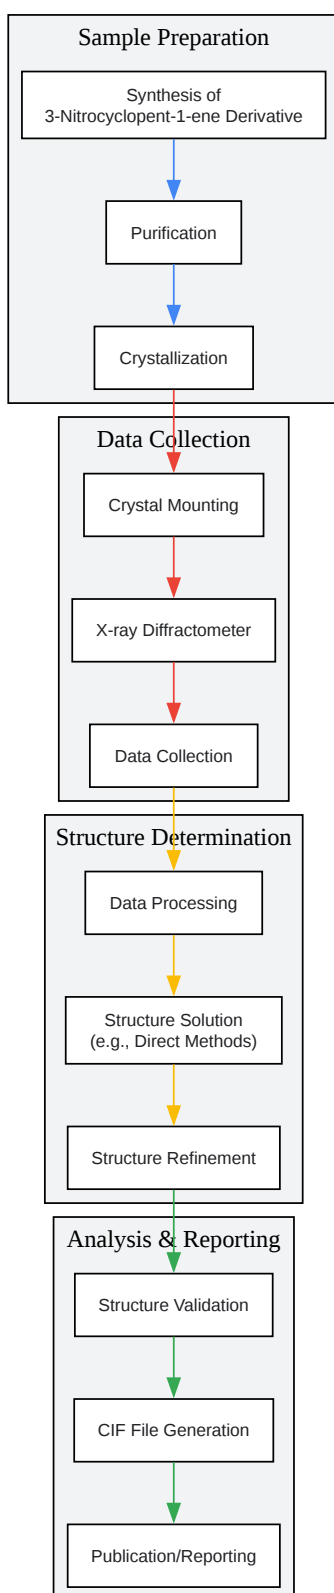 Sample Preparation
Synthesis of
3-Nitrocyclopent-1-ene Derivative
Purification
Crystallization
Data Collection
Crystal Mounting
X-ray Diffractometer
Data Collection
Structure Determination
Data Processing
Structure Solution
(e.g., Direct Methods)
Structure Refinement
Analysis & Reporting
Structure Validation
CIF File Generation
Publication/Reporting